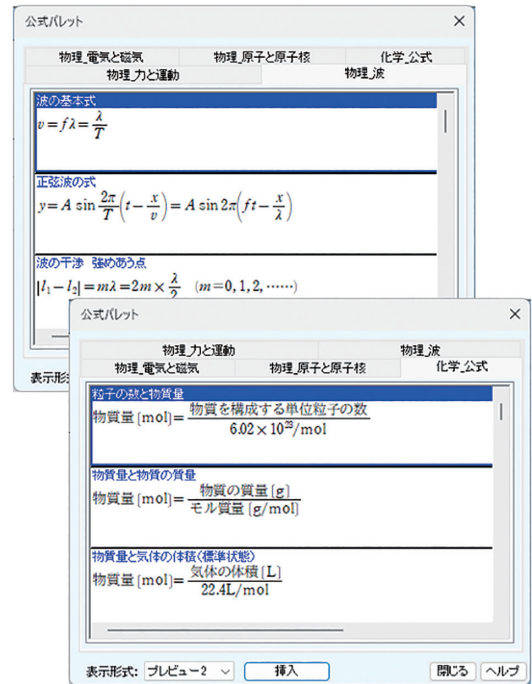 公式パレット
物理_電気と磁気 物理_原子と原子核 化学_公式
物理_力と運動 物理_波
波の基本式
v=fλ=λ/T
正弦波の式
y=A sin 2π/T(t−x/v)=A sin 2π(ft−x/λ)
波の干渉 強めあう点
|l₁−l₂|=mλ=2m×λ/2 (m=0,1,2,……)
表示形式
公式パレット
物理_力と運動 物理_波
物理_電気と磁気 物理_原子と原子核 化学_公式
粒子の数と物質量
物質量[mol]=物質を構成する単位粒子の数/6.02×10²³/mol
物質量と物質の質量
物質量[mol]=物質の質量[g]/モル質量[g/mol]
物質量と気体の体積〈標準状態〉
物質量[mol]=気体の体積[L]/22.4L/mol
表示形式: プレビュー2 挿入 閉じる ヘルプ